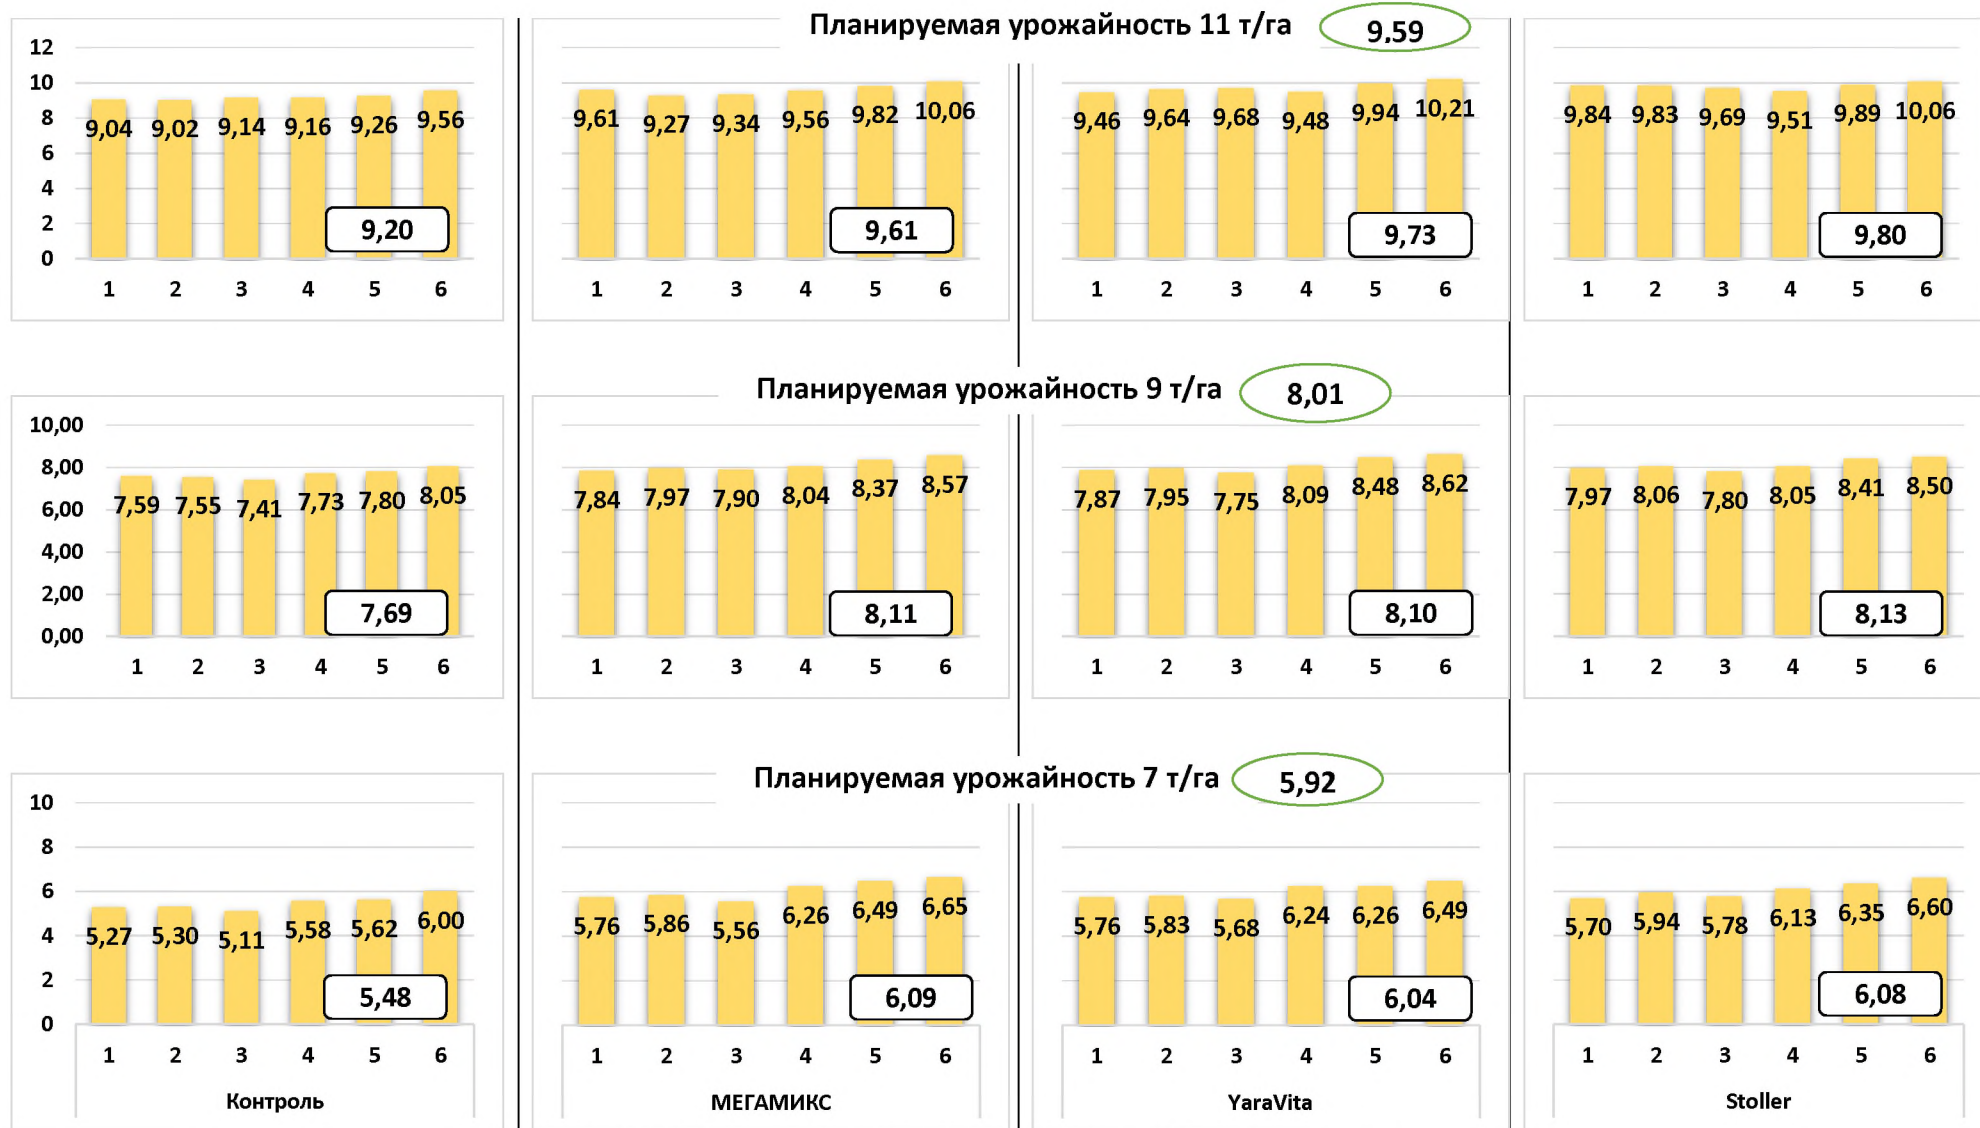 Планируемая урожайность 11 т/га 9,59
12
10
8
6
4
2
0
9,04 9,02 9,14 9,16 9,26 9,56
9,20
1 2 3 4 5 6
9,61 9,27 9,34 9,56 9,82 10,06
9,61
1 2 3 4 5 6
9,46 9,64 9,68 9,48 9,94 10,21
9,73
1 2 3 4 5 6
9,84 9,83 9,69 9,51 9,89 10,06
9,80
1 2 3 4 5 6
Планируемая урожайность 9 т/га 8,01
10,00
8,00
6,00
4,00
2,00
0,00
7,59 7,55 7,41 7,73 7,80 8,05
7,69
1 2 3 4 5 6
7,84 7,97 7,90 8,04 8,37 8,57
8,11
1 2 3 4 5 6
7,87 7,95 7,75 8,09 8,48 8,62
8,10
1 2 3 4 5 6
7,97 8,06 7,80 8,05 8,41 8,50
8,13
1 2 3 4 5 6
Планируемая урожайность 7 т/га 5,92
10
8
6
4
2
0
5,27 5,30 5,11 5,58 5,62 6,00
5,48
1 2 3 4 5 6
Контроль
5,76 5,86 5,56 6,26 6,49 6,65
6,09
1 2 3 4 5 6
МЕГАМИКС
5,76 5,83 5,68 6,24 6,26 6,49
6,04
1 2 3 4 5 6
YaraVita
5,70 5,94 5,78 6,13 6,35 6,60
6,08
1 2 3 4 5 6
Stoller